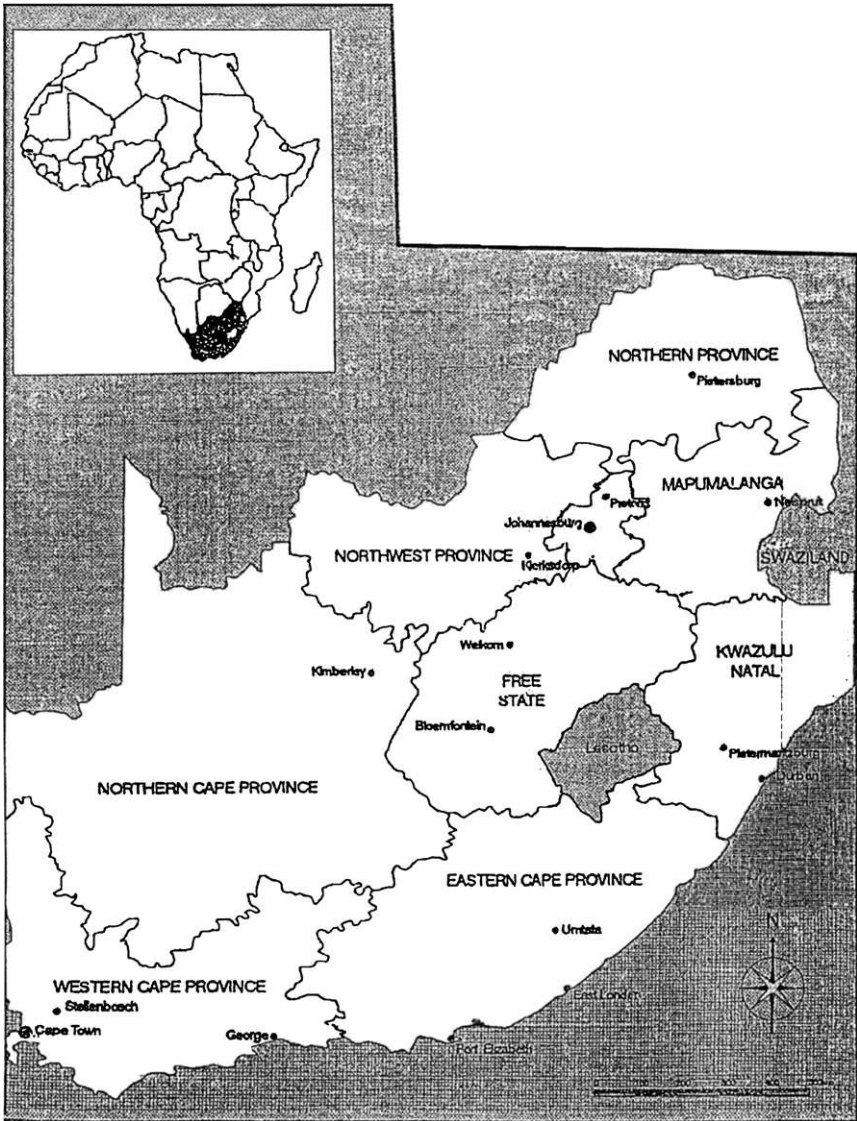 NORTHERN PROVINCE
Pietersburg
MAPUMALANGA
Nelspruit
Pretoria
Johannesburg
SWAZILAND
NORTHWEST PROVINCE
Klerksdorp
Welkom
KWAZULU
NATAL
Kimberley
FREE
STATE
Bloemfontein
Lesotho
Pietermaritzburg
Durban
NORTHERN CAPE PROVINCE
EASTERN CAPE PROVINCE
Umtata
N
WESTERN CAPE PROVINCE
Stellenbosch
East London
Cape Town
George
Port Elizabeth